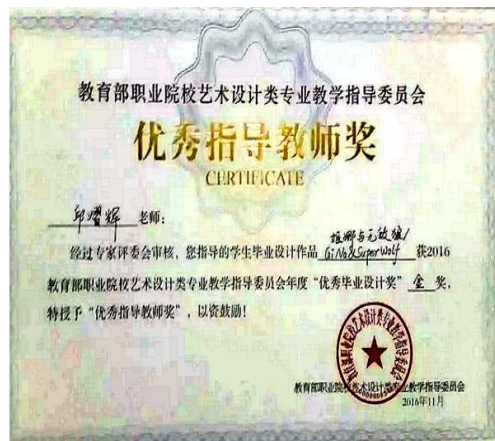 教育部职业院校艺术设计类专业教学指导委员会
优秀指导教师奖
CERTIFICATE
邱熠辉 老师：
经过专家评委会审核，您指导的学生毕业设计作品 Gina&SuperWolf 获2016
教育部职业院校艺术设计类专业教学指导委员会年度“优秀毕业设计奖” 金 奖，
特授予“优秀指导教师奖”，以资鼓励！
教育部职业院校艺术设计类专业教学指导委员会
2016年11月